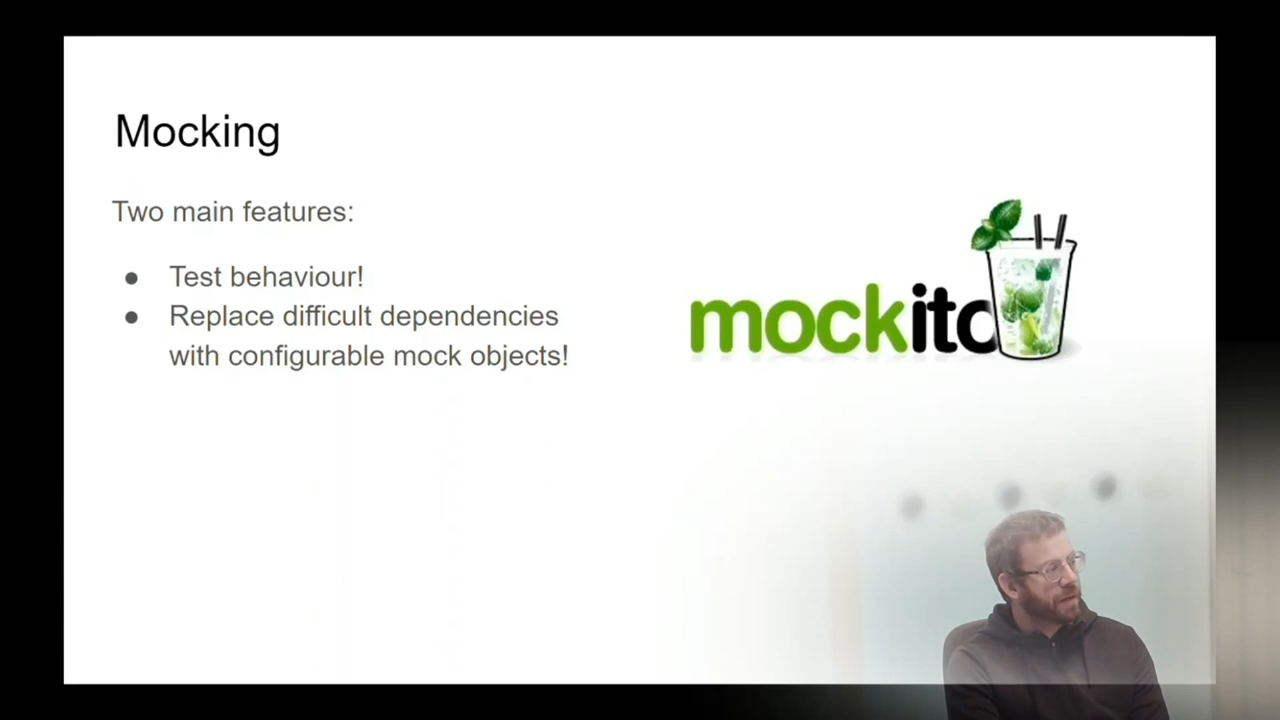 Mocking
Two main features:
● Test behaviour!
● Replace difficult dependencies
with configurable mock objects!
mockito